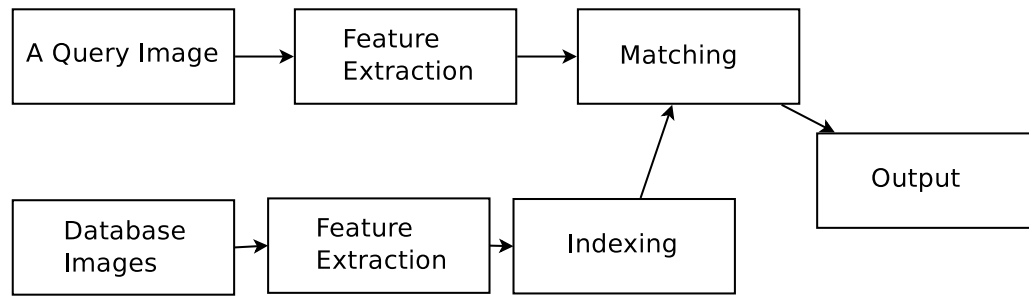 A Query Image
Feature
Extraction
Matching
Output
Database
Images
Feature
Extraction
Indexing